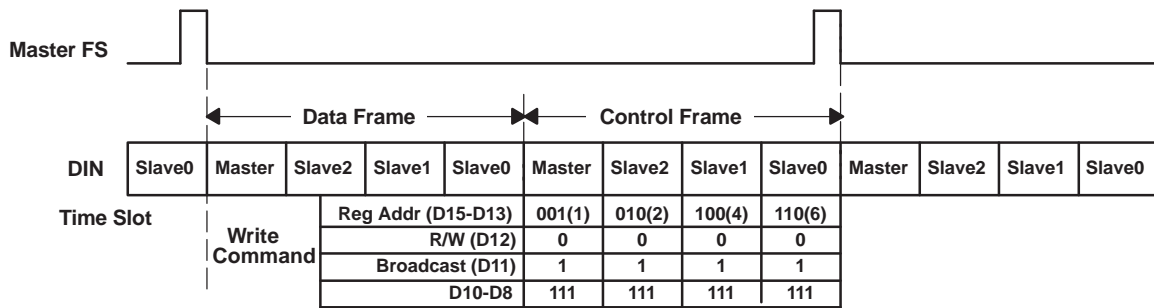 Master FS
Data Frame Control Frame
DIN Slave0 Master Slave2 Slave1 Slave0 Master Slave2 Slave1 Slave0 Master Slave2 Slave1 Slave0
Time Slot
Write
Command
Reg Addr (D15-D13) 001(1) 010(2) 100(4) 110(6)
R/W (D12) 0 0 0 0
Broadcast (D11) 1 1 1 1
D10-D8 111 111 111 111